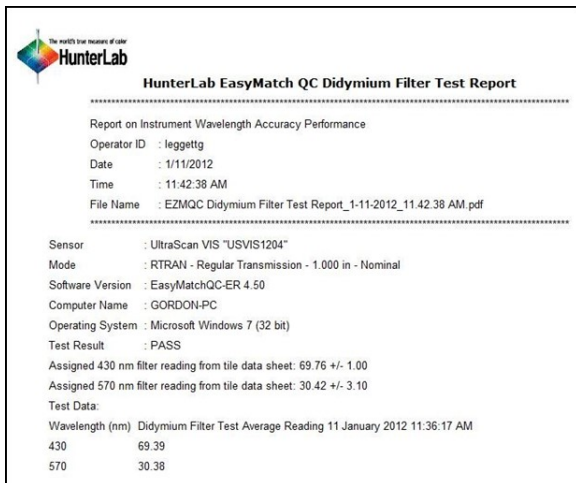 The world's true measure of color
HunterLab
HunterLab EasyMatch QC Didymium Filter Test Report
************************************************************************************************************************
Report on Instrument Wavelength Accuracy Performance
Operator ID : leggettg
Date : 1/11/2012
Time : 11:42:38 AM
File Name : EZMQC Didymium Filter Test Report_1-11-2012_11.42.38 AM.pdf
************************************************************************************************************************
Sensor : UltraScan VIS "USVIS1204"
Mode : RTRAN - Regular Transmission - 1.000 in - Nominal
Software Version : EasyMatchQC-ER 4.50
Computer Name : GORDON-PC
Operating System : Microsoft Windows 7 (32 bit)
Test Result : PASS
Assigned 430 nm filter reading from tile data sheet: 69.76 +/- 1.00
Assigned 570 nm filter reading from tile data sheet: 30.42 +/- 3.10
Test Data:
Wavelength (nm) Didymium Filter Test Average Reading 11 January 2012 11:36:17 AM
430 69.39
570 30.38